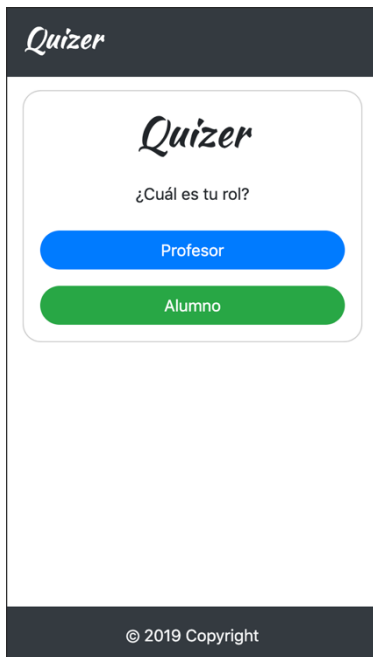 Quizer
Quizer
¿Cuál es tu rol?
Profesor
Alumno
© 2019 Copyright